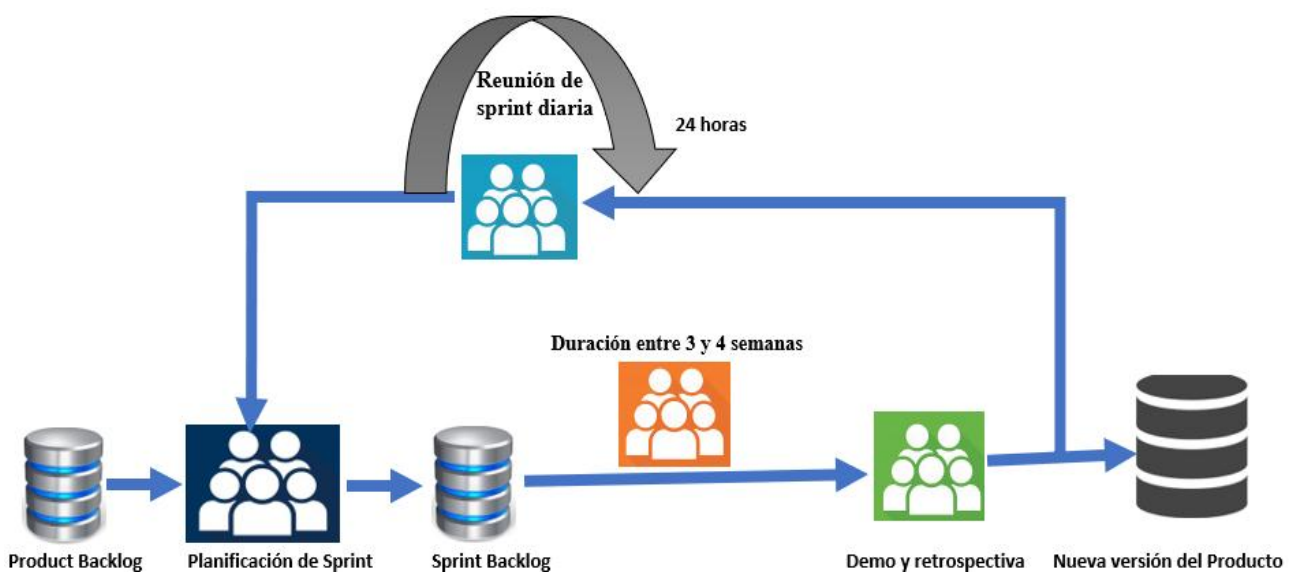 Reunión de
sprint diaria
24 horas
Duración entre 3 y 4 semanas
Product Backlog
Planificación de Sprint
Sprint Backlog
Demo y retrospectiva
Nueva versión del Producto